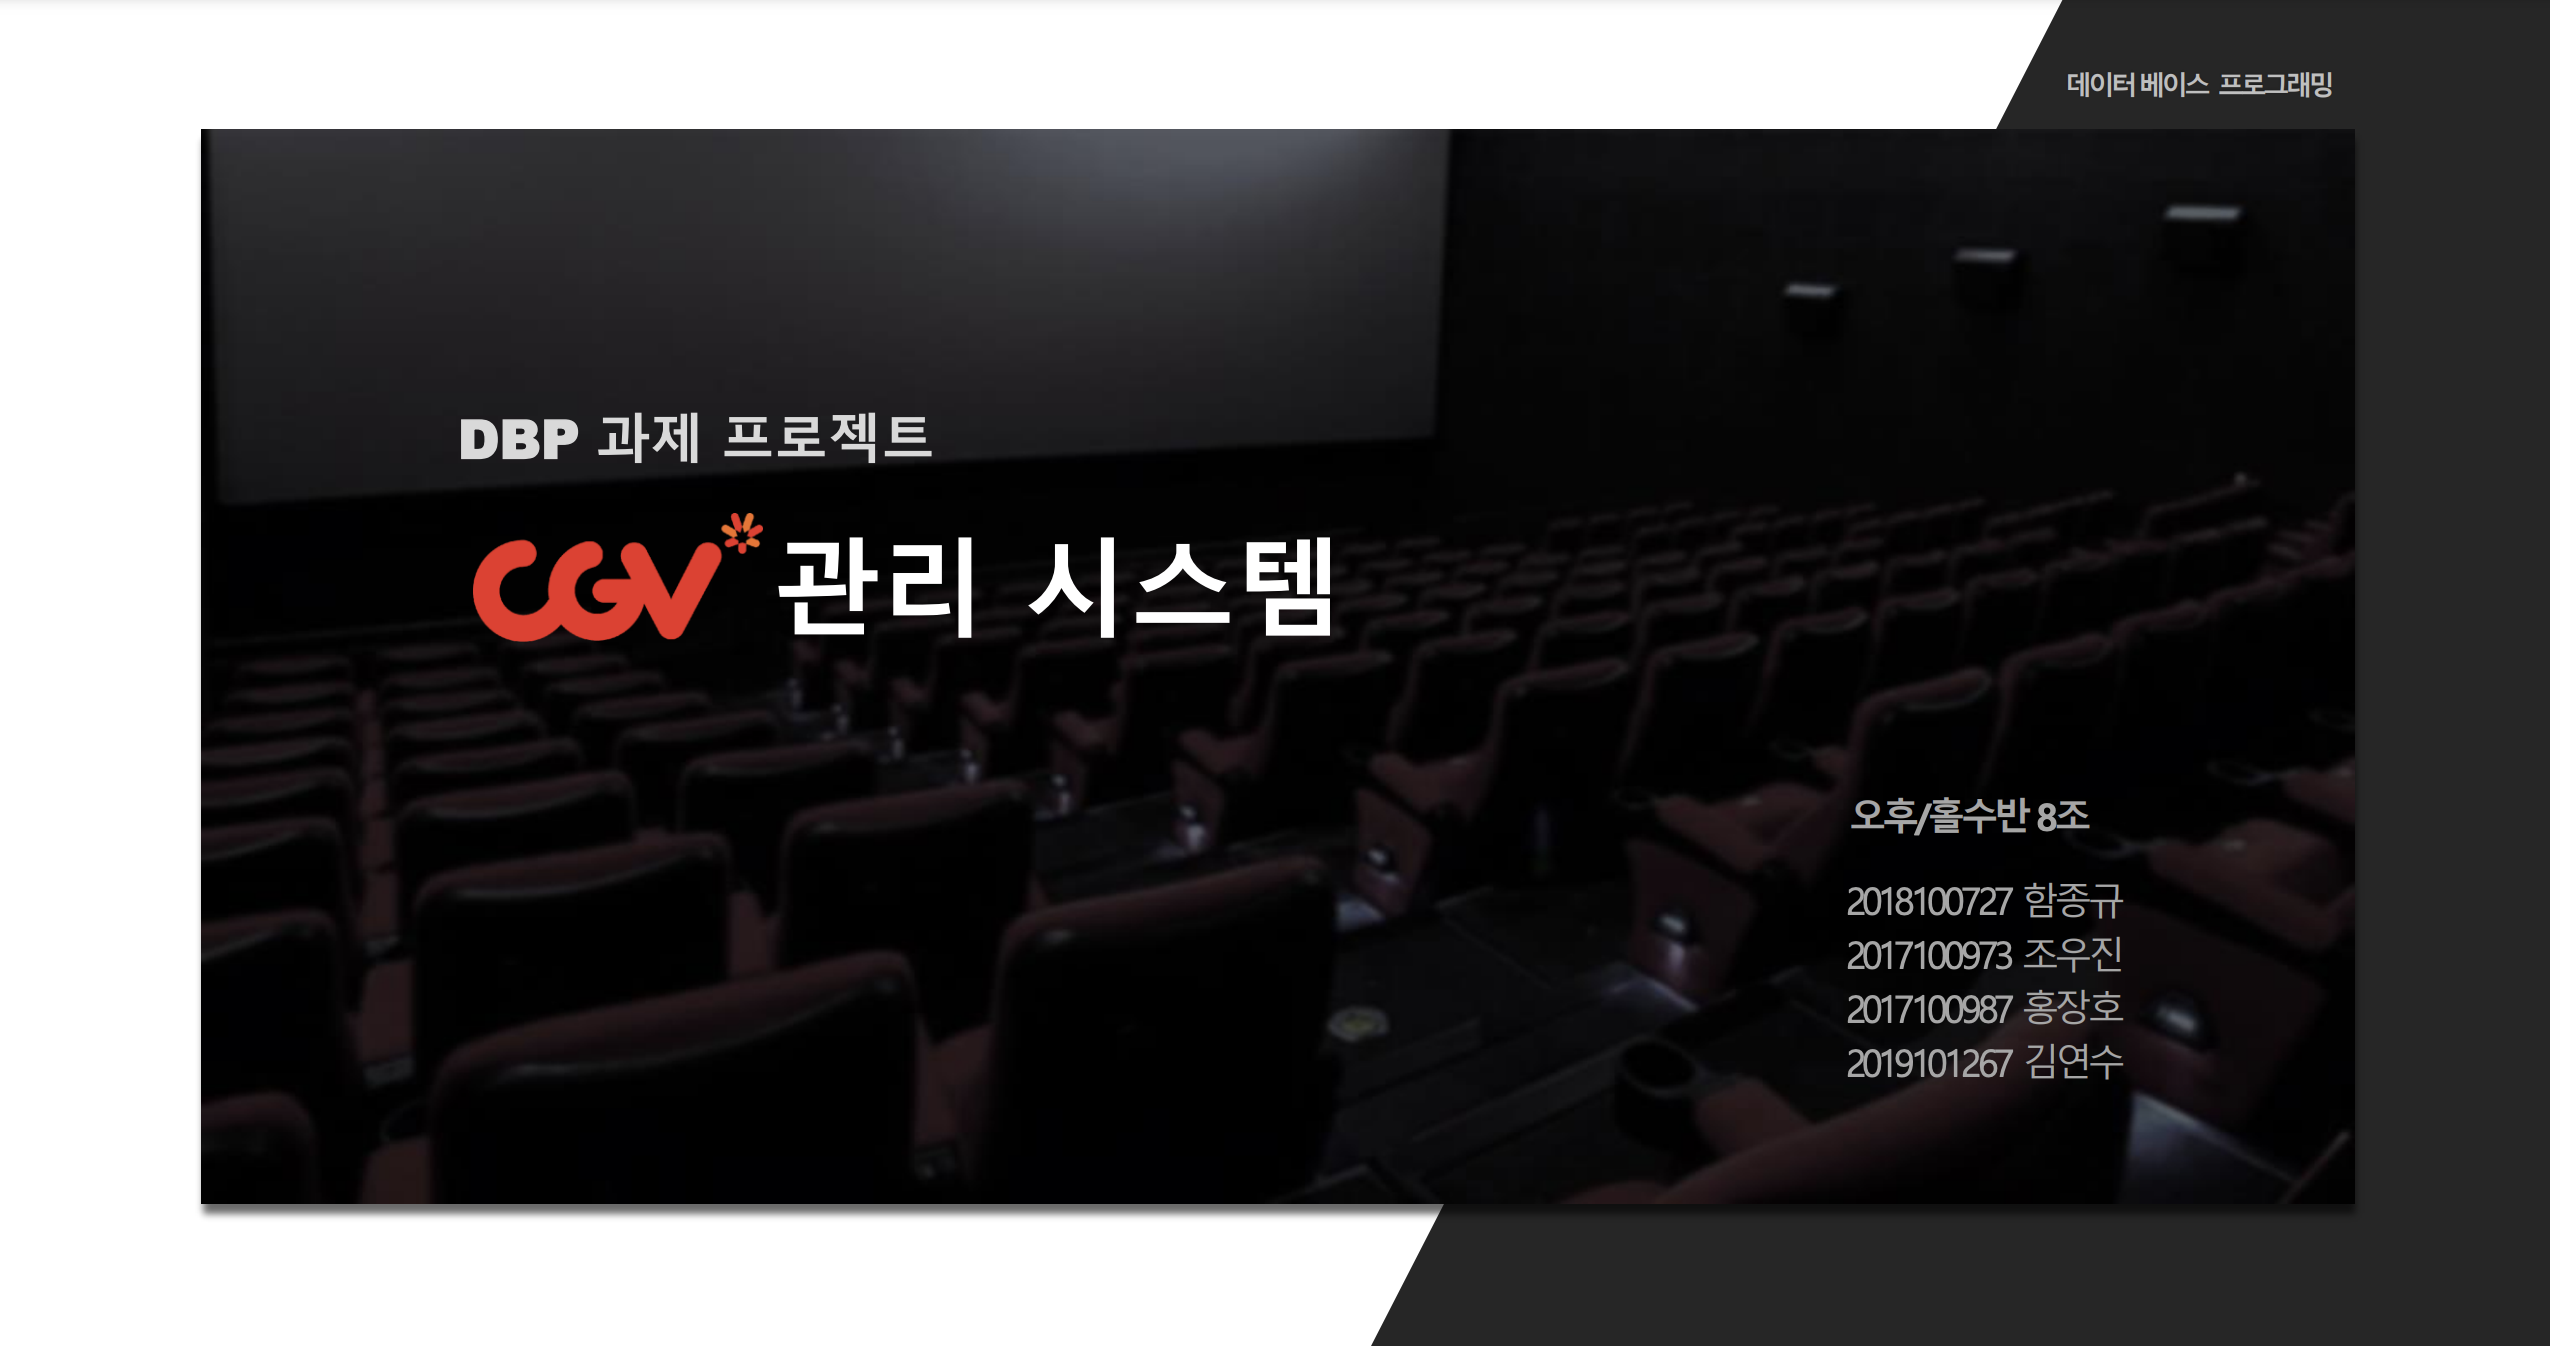 데이터 베이스 프로그래밍
DBP 과제 프로젝트
CGV 관리 시스템
오후/홀수반 8조
2018100727 함종규
2017100973 조우진
2017100987 홍장호
2019101267 김연수